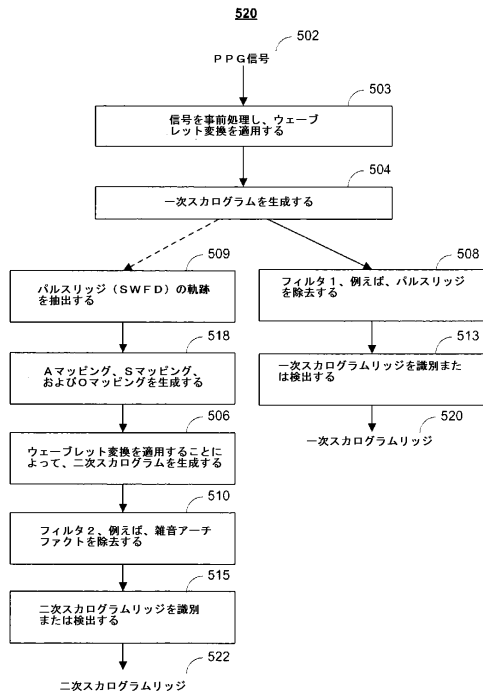 520
502
PPG信号
503
信号を事前処理し、ウェーブ
レット変換を適用する
504
一次スカログラムを生成する
509
パルスリッジ（SWFD）の軌跡
を抽出する
518
Aマッピング、Sマッピング、
およびOマッピングを生成する
506
ウェーブレット変換を適用することに
よって、二次スカログラムを生成する
510
フィルタ2、例えば、雑音アーチ
ファクトを除去する
515
二次スカログラムリッジを識別
または検出する
522
二次スカログラムリッジ
508
フィルタ1、例えば、パルスリッジ
を除去する
513
一次スカログラムリッジを識別また
は検出する
520
一次スカログラムリッジ